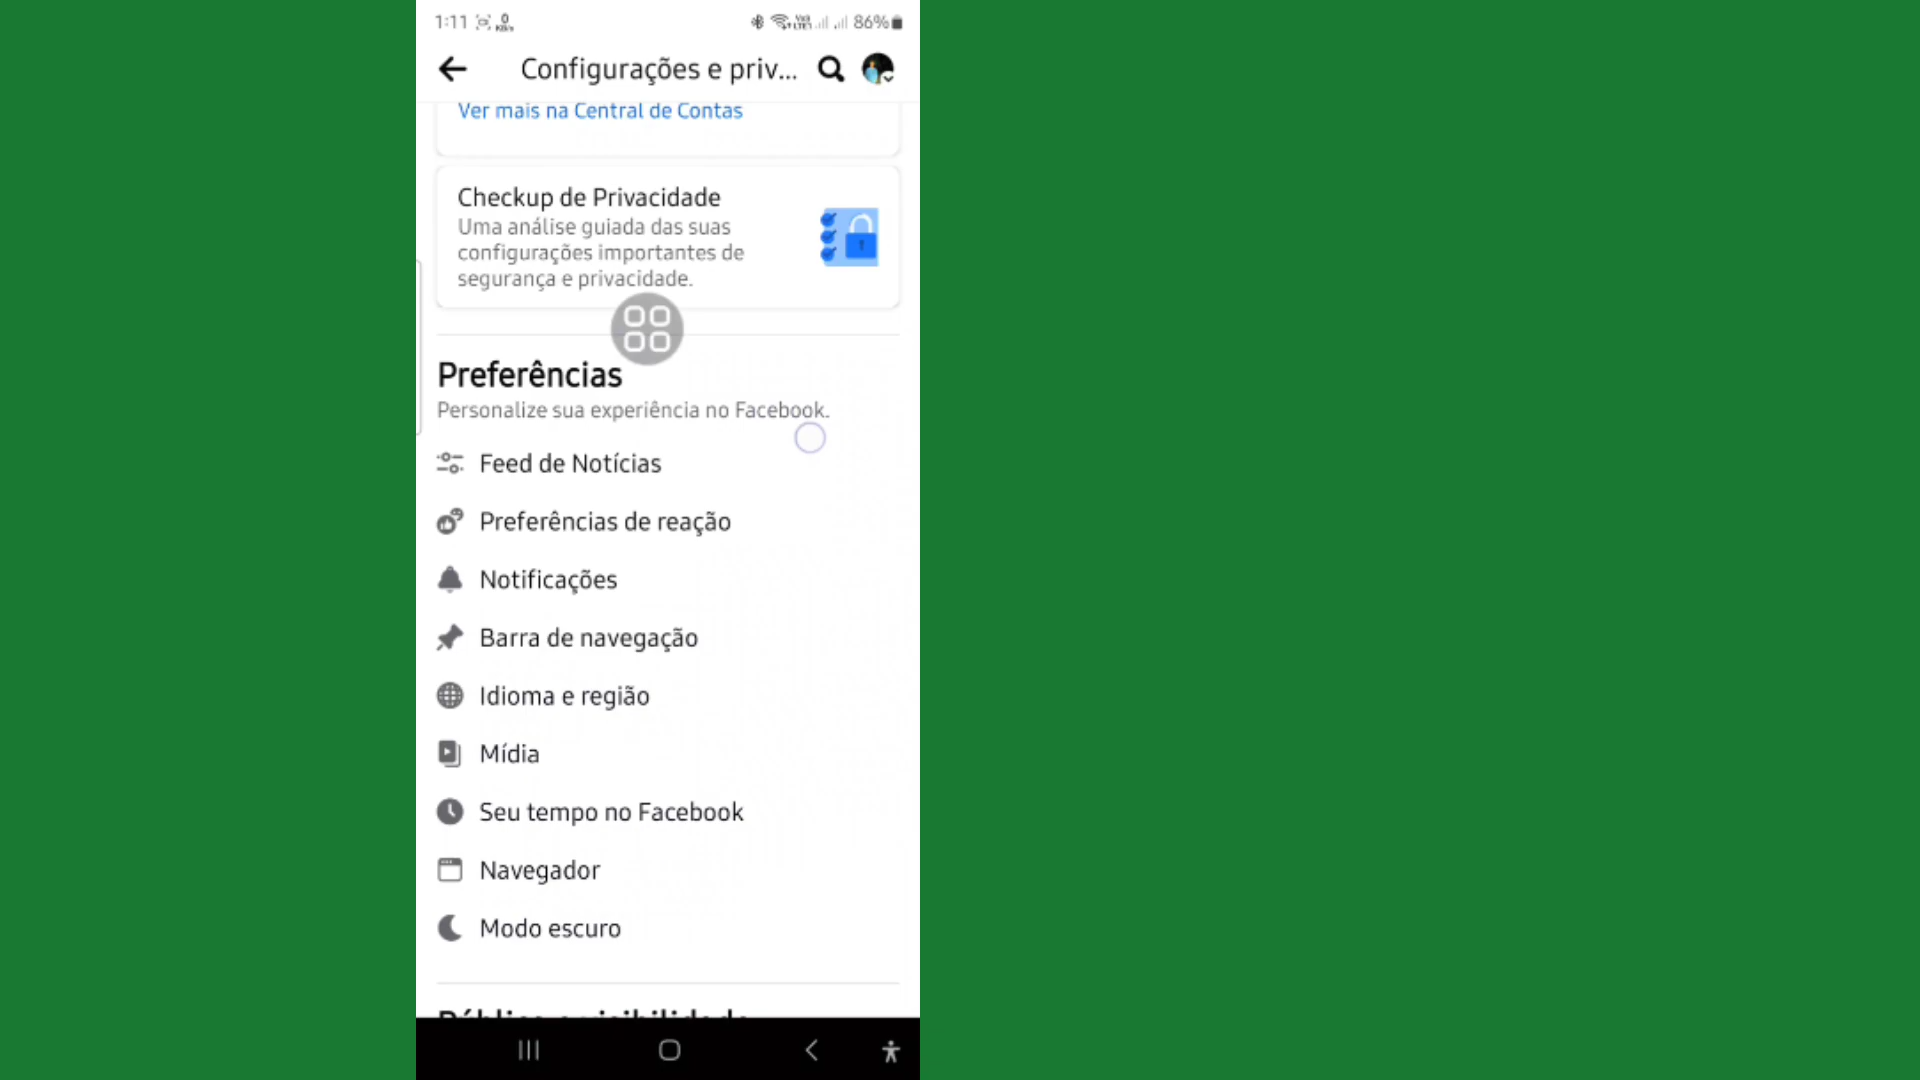 1:11 0 KB/s 86%
Configurações e priv...
Ver mais na Central de Contas
Checkup de Privacidade
Uma análise guiada das suas
configurações importantes de
segurança e privacidade.
Preferências
Personalize sua experiência no Facebook.
Feed de Notícias
Preferências de reação
Notificações
Barra de navegação
Idioma e região
Mídia
Seu tempo no Facebook
Navegador
Modo escuro